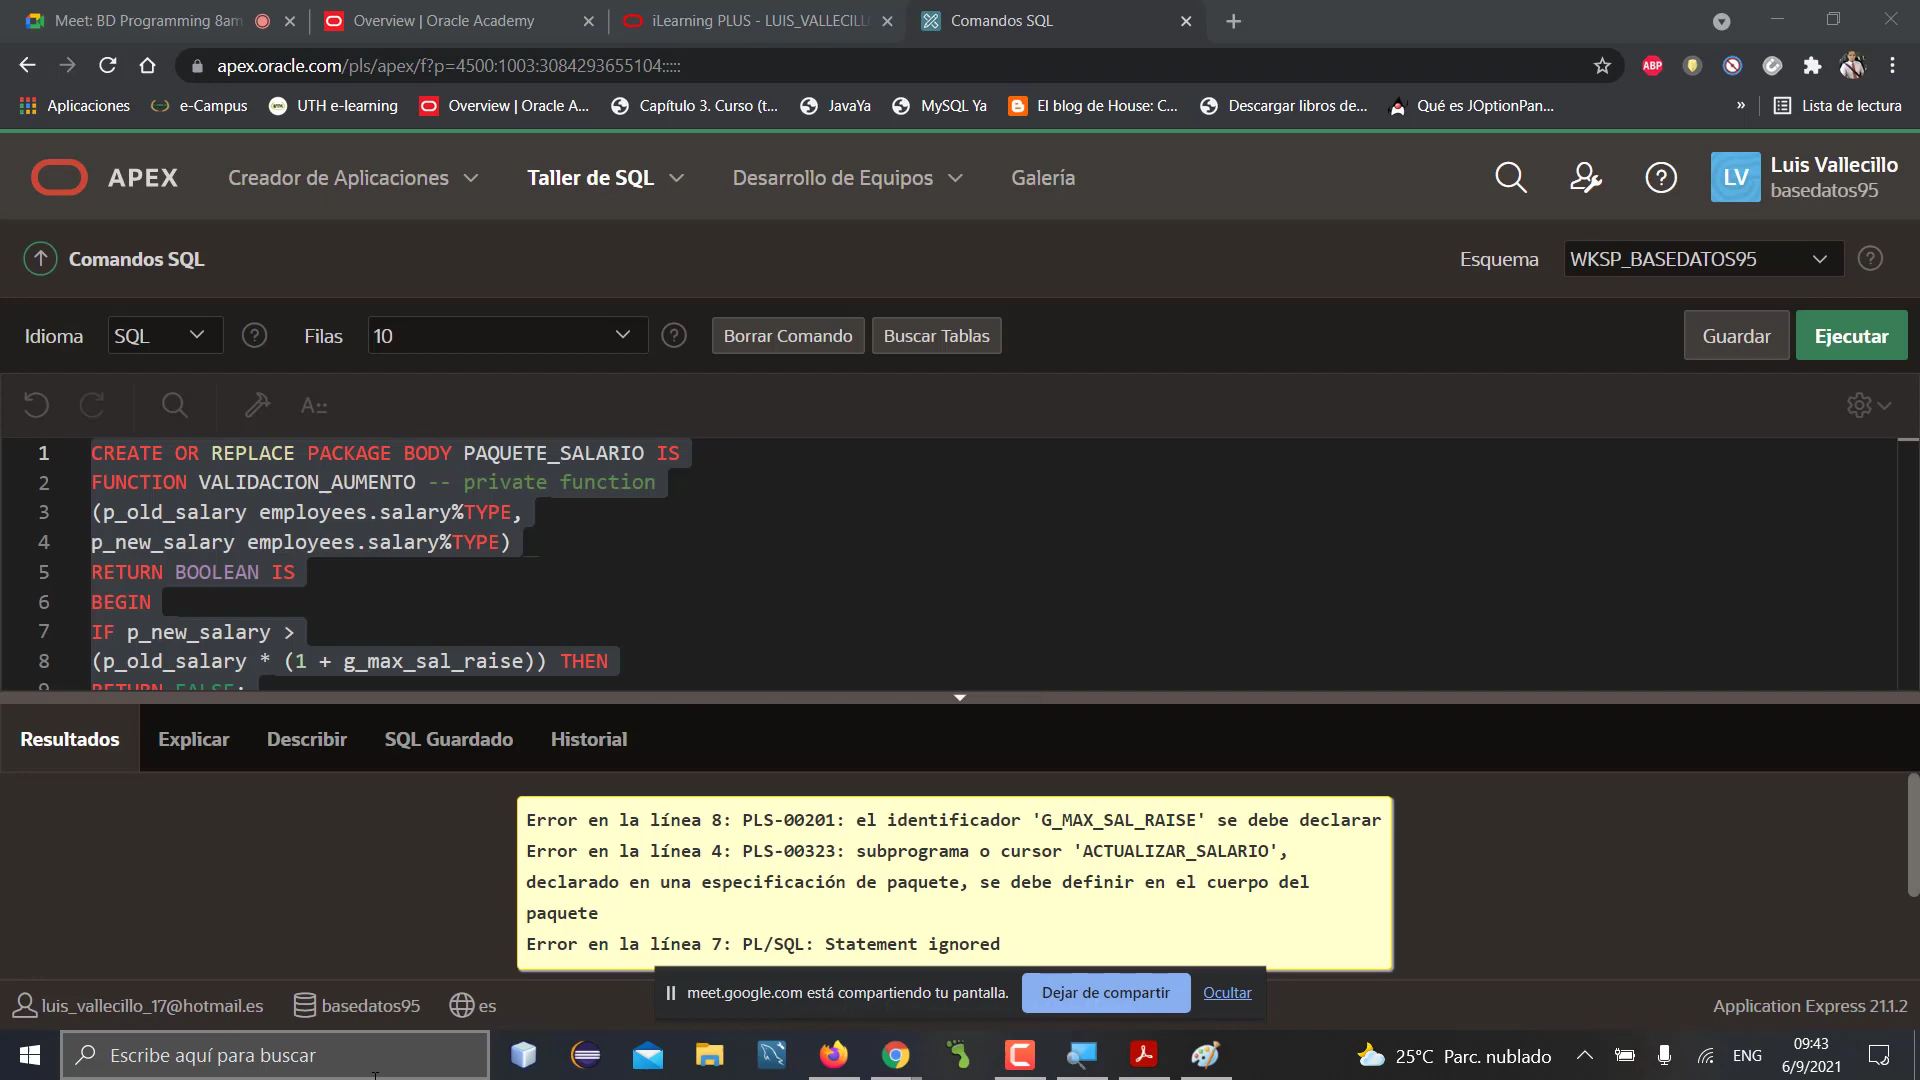 Meet: BD Programming 8am
Overview | Oracle Academy
iLearning PLUS - LUIS_VALLECILL
Comandos SQL
apex.oracle.com/pls/apex/f?p=4500:1003:3084293655104:::::
ABP
Aplicaciones
e-Campus
UTH e-learning
Overview | Oracle A...
Capítulo 3. Curso (t...
JavaYa
MySQL Ya
El blog de House: C...
Descargar libros de...
Qué es JOptionPan...
»
Lista de lectura
APEX
Creador de Aplicaciones
Taller de SQL
Desarrollo de Equipos
Galería
LV
Luis Vallecillo
basedatos95
Comandos SQL
Esquema
WKSP_BASEDATOS95
Idioma
SQL
Filas
10
Borrar Comando
Buscar Tablas
Guardar
Ejecutar
1 CREATE OR REPLACE PACKAGE BODY PAQUETE_SALARIO IS
2 FUNCTION VALIDACION_AUMENTO -- private function
3 (p_old_salary employees.salary%TYPE,
4 p_new_salary employees.salary%TYPE)
5 RETURN BOOLEAN IS
6 BEGIN
7 IF p_new_salary >
8 (p_old_salary * (1 + g_max_sal_raise)) THEN
9 RETURN FALSE;
Resultados
Explicar
Describir
SQL Guardado
Historial
Error en la línea 8: PLS-00201: el identificador 'G_MAX_SAL_RAISE' se debe declarar
Error en la línea 4: PLS-00323: subprograma o cursor 'ACTUALIZAR_SALARIO',
declarado en una especificación de paquete, se debe definir en el cuerpo del
paquete
Error en la línea 7: PL/SQL: Statement ignored
meet.google.com está compartiendo tu pantalla.
Dejar de compartir
Ocultar
luis_vallecillo_17@hotmail.es
basedatos95
es
Application Express 21.1.2
Escribe aquí para buscar
25°C Parc. nublado
ENG
09:43
6/9/2021